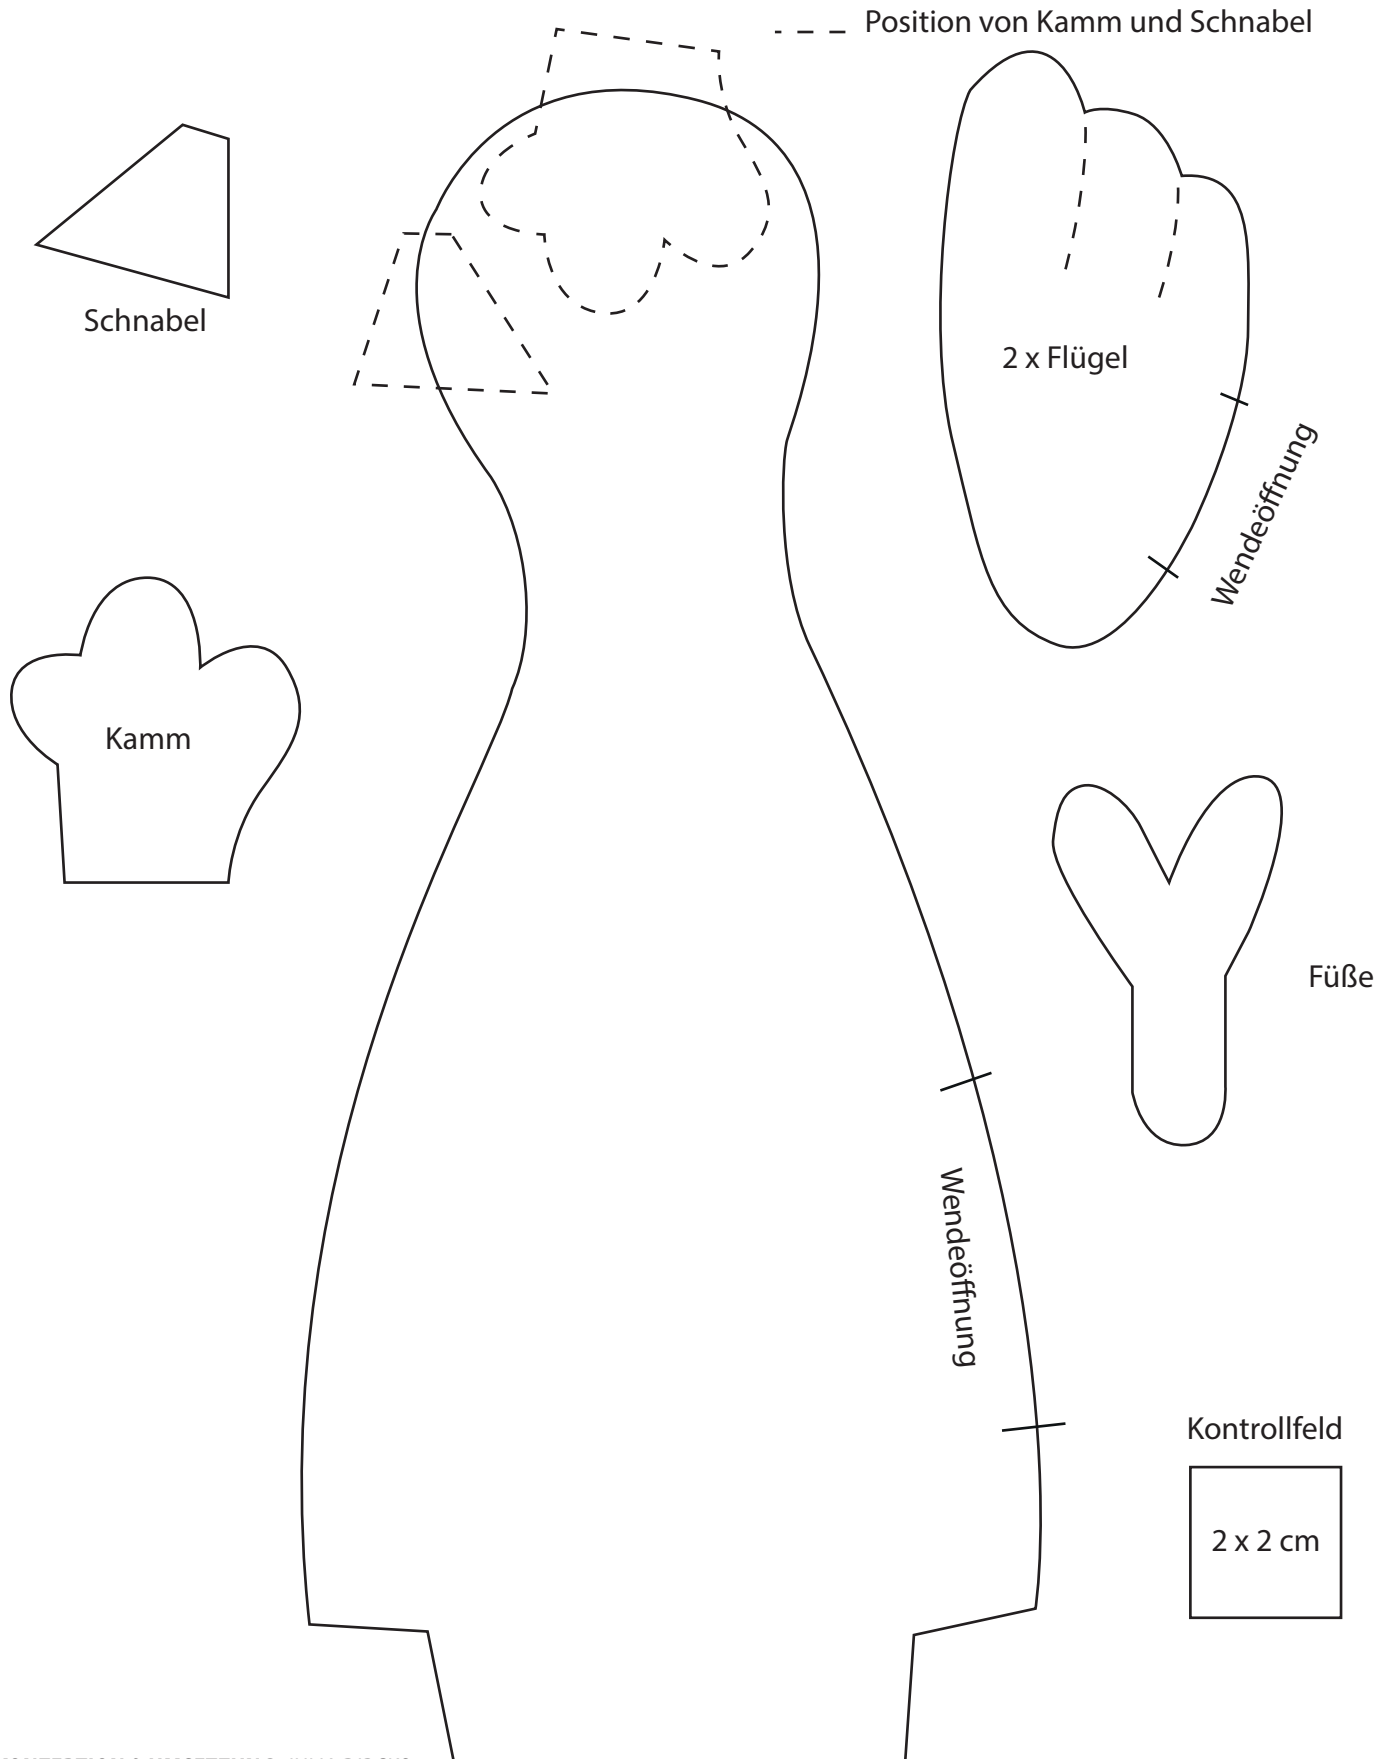 Position von Kamm und Schnabel
Schnabel
2 x Flügel
Wendeöffnung
Kamm
Füße
Wendeöffnung
Kontrollfeld
2 x 2 cm